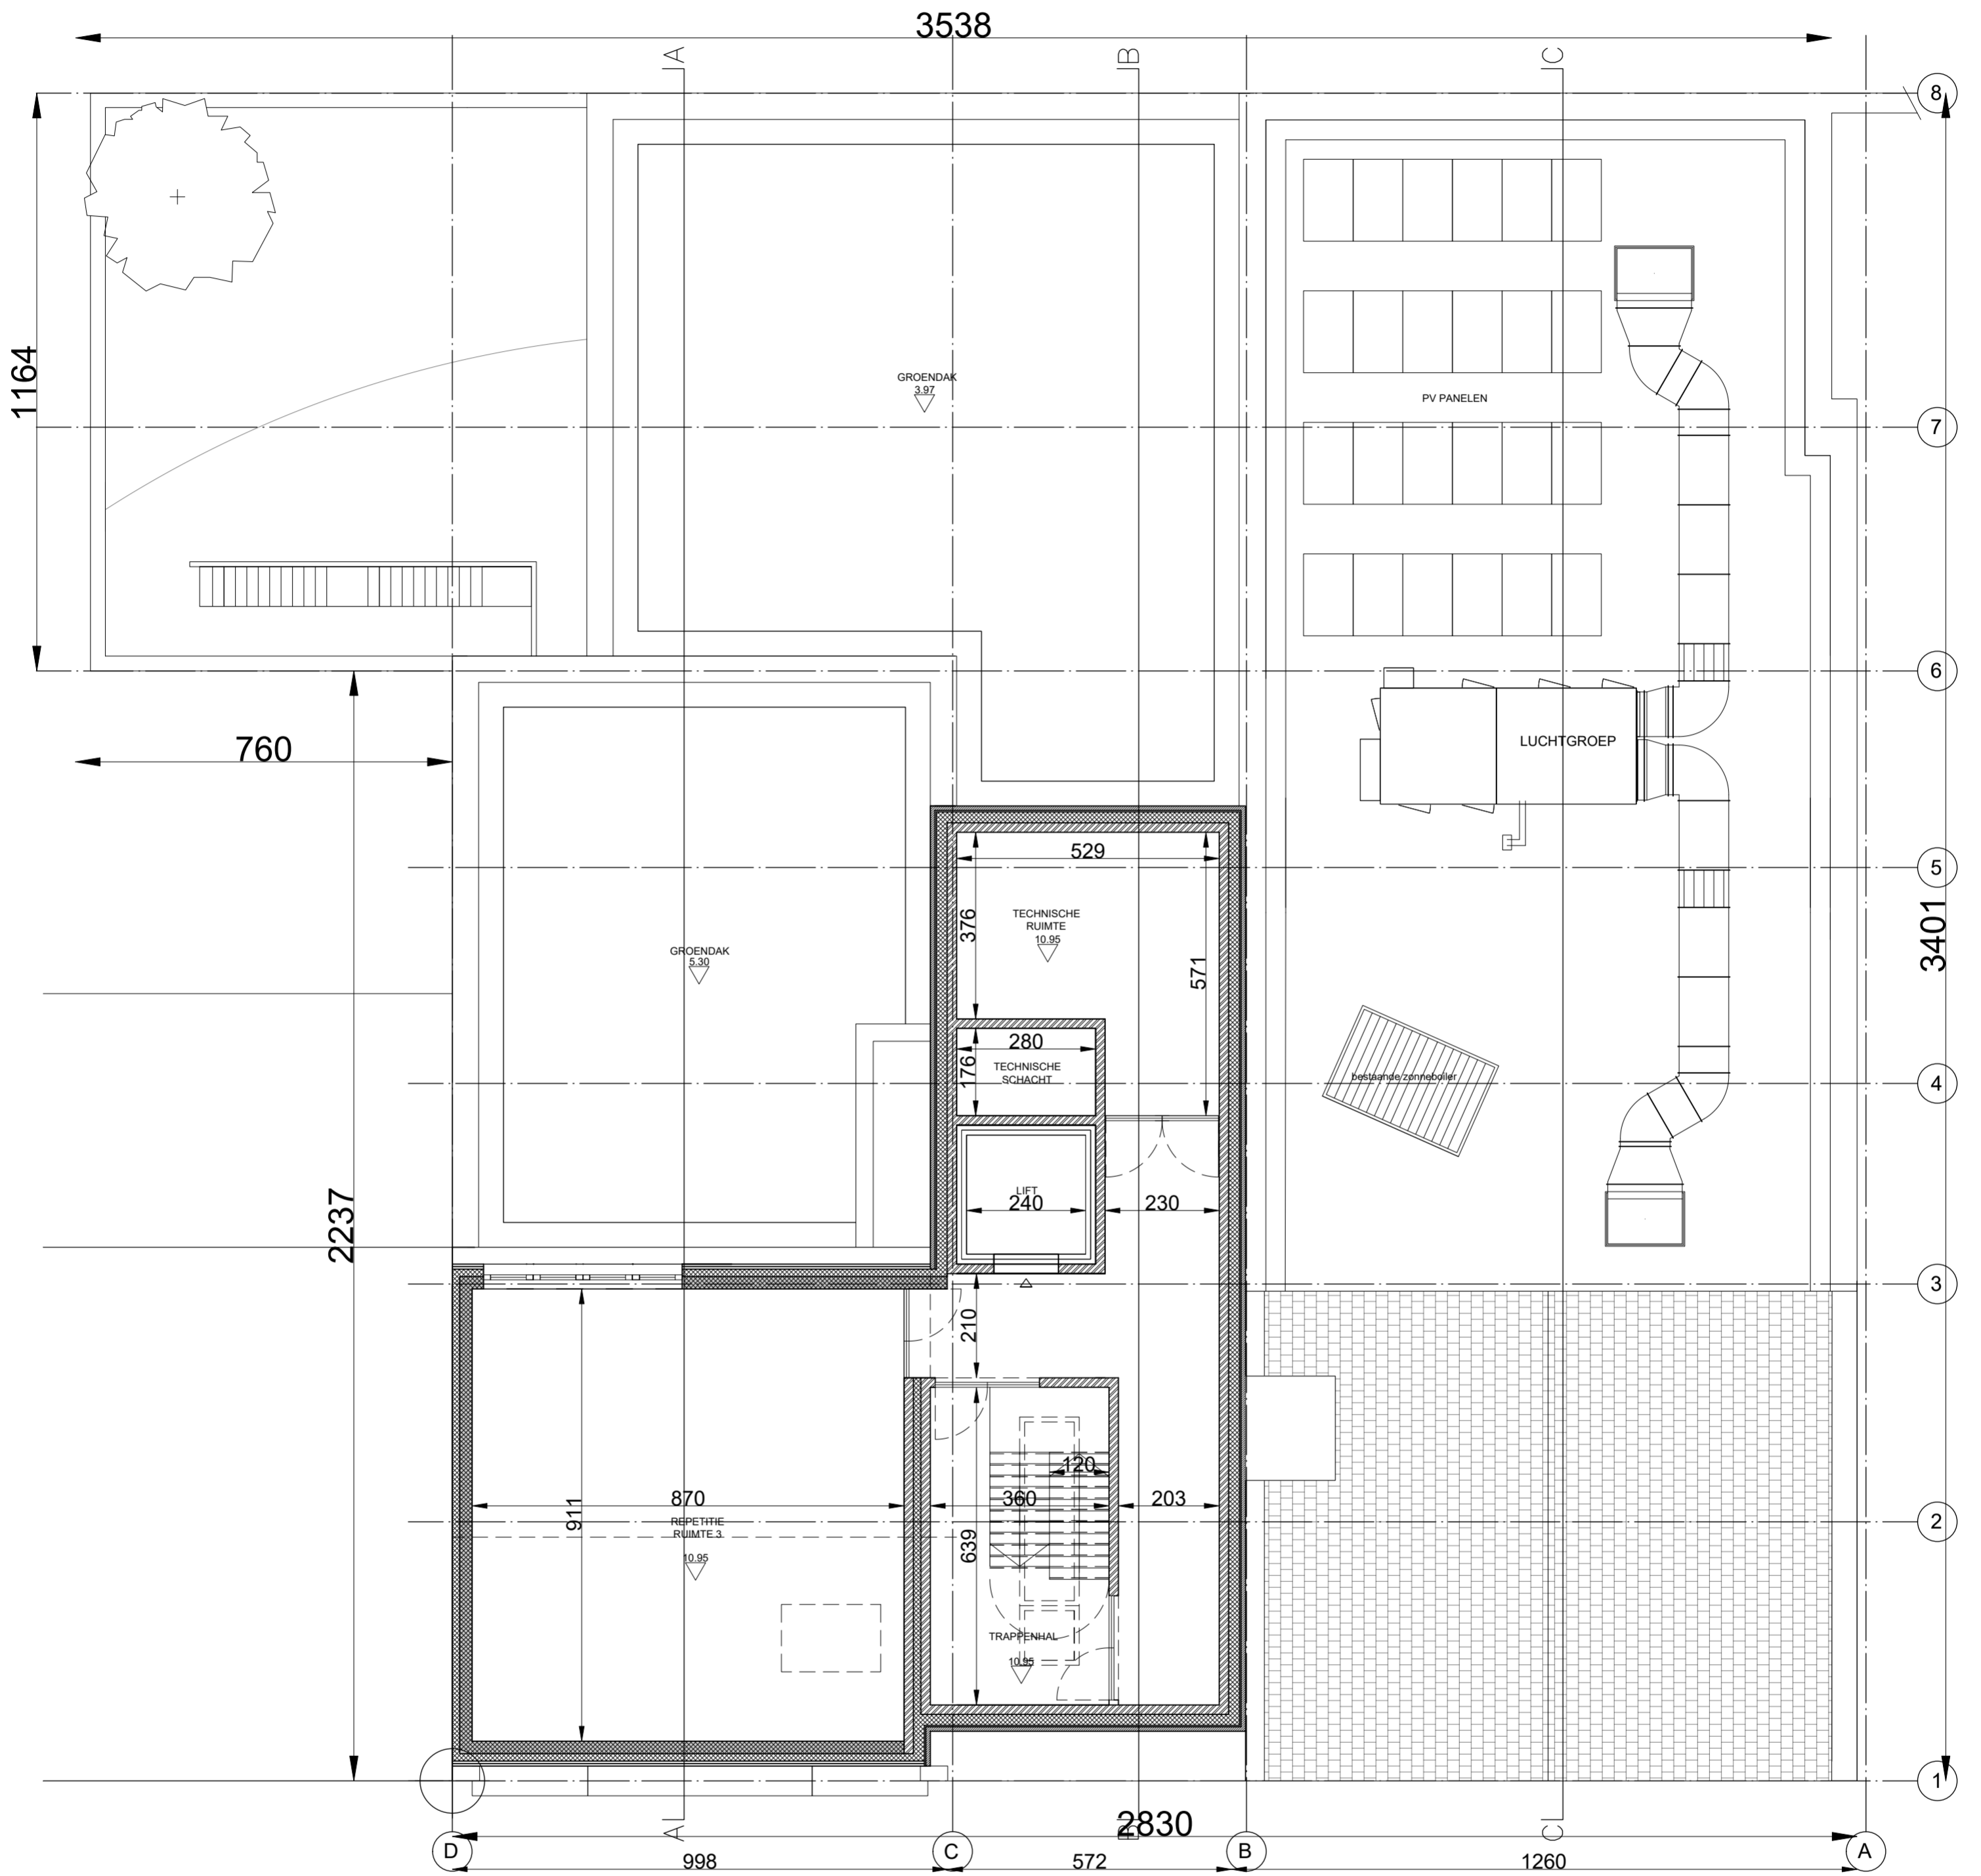 3538
A
B
C
8
1164
GROENDAK
3.97
PV PANELEN
7
6
760
LUCHTGROEP
529
5
376
TECHNISCHE
RUIMTE
10.95
3401
GROENDAK
5.30
571
280
176
TECHNISCHE
SCHACHT
bestaande zonneboiler
4
2237
LIFT
240
230
3
210
120
870
911
360
203
REPETITIE
RUIMTE 3
10.95
2
639
TRAPPENHAL
10.95
1
A
B
C
2830
D
C
B
A
998
572
1260